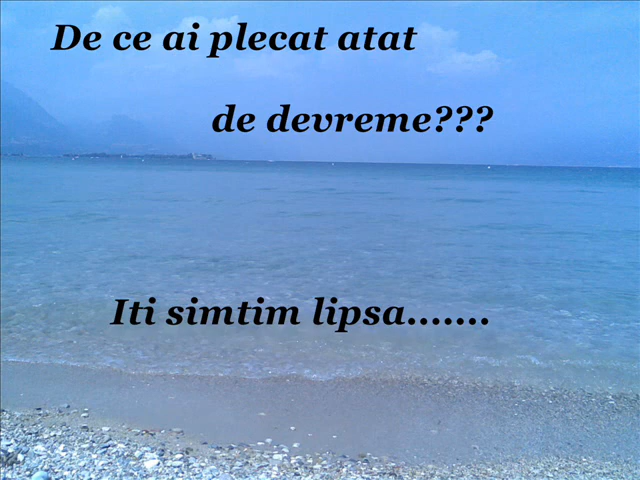 De ce ai plecat atat
de devreme???
Iti simtim lipsa.......